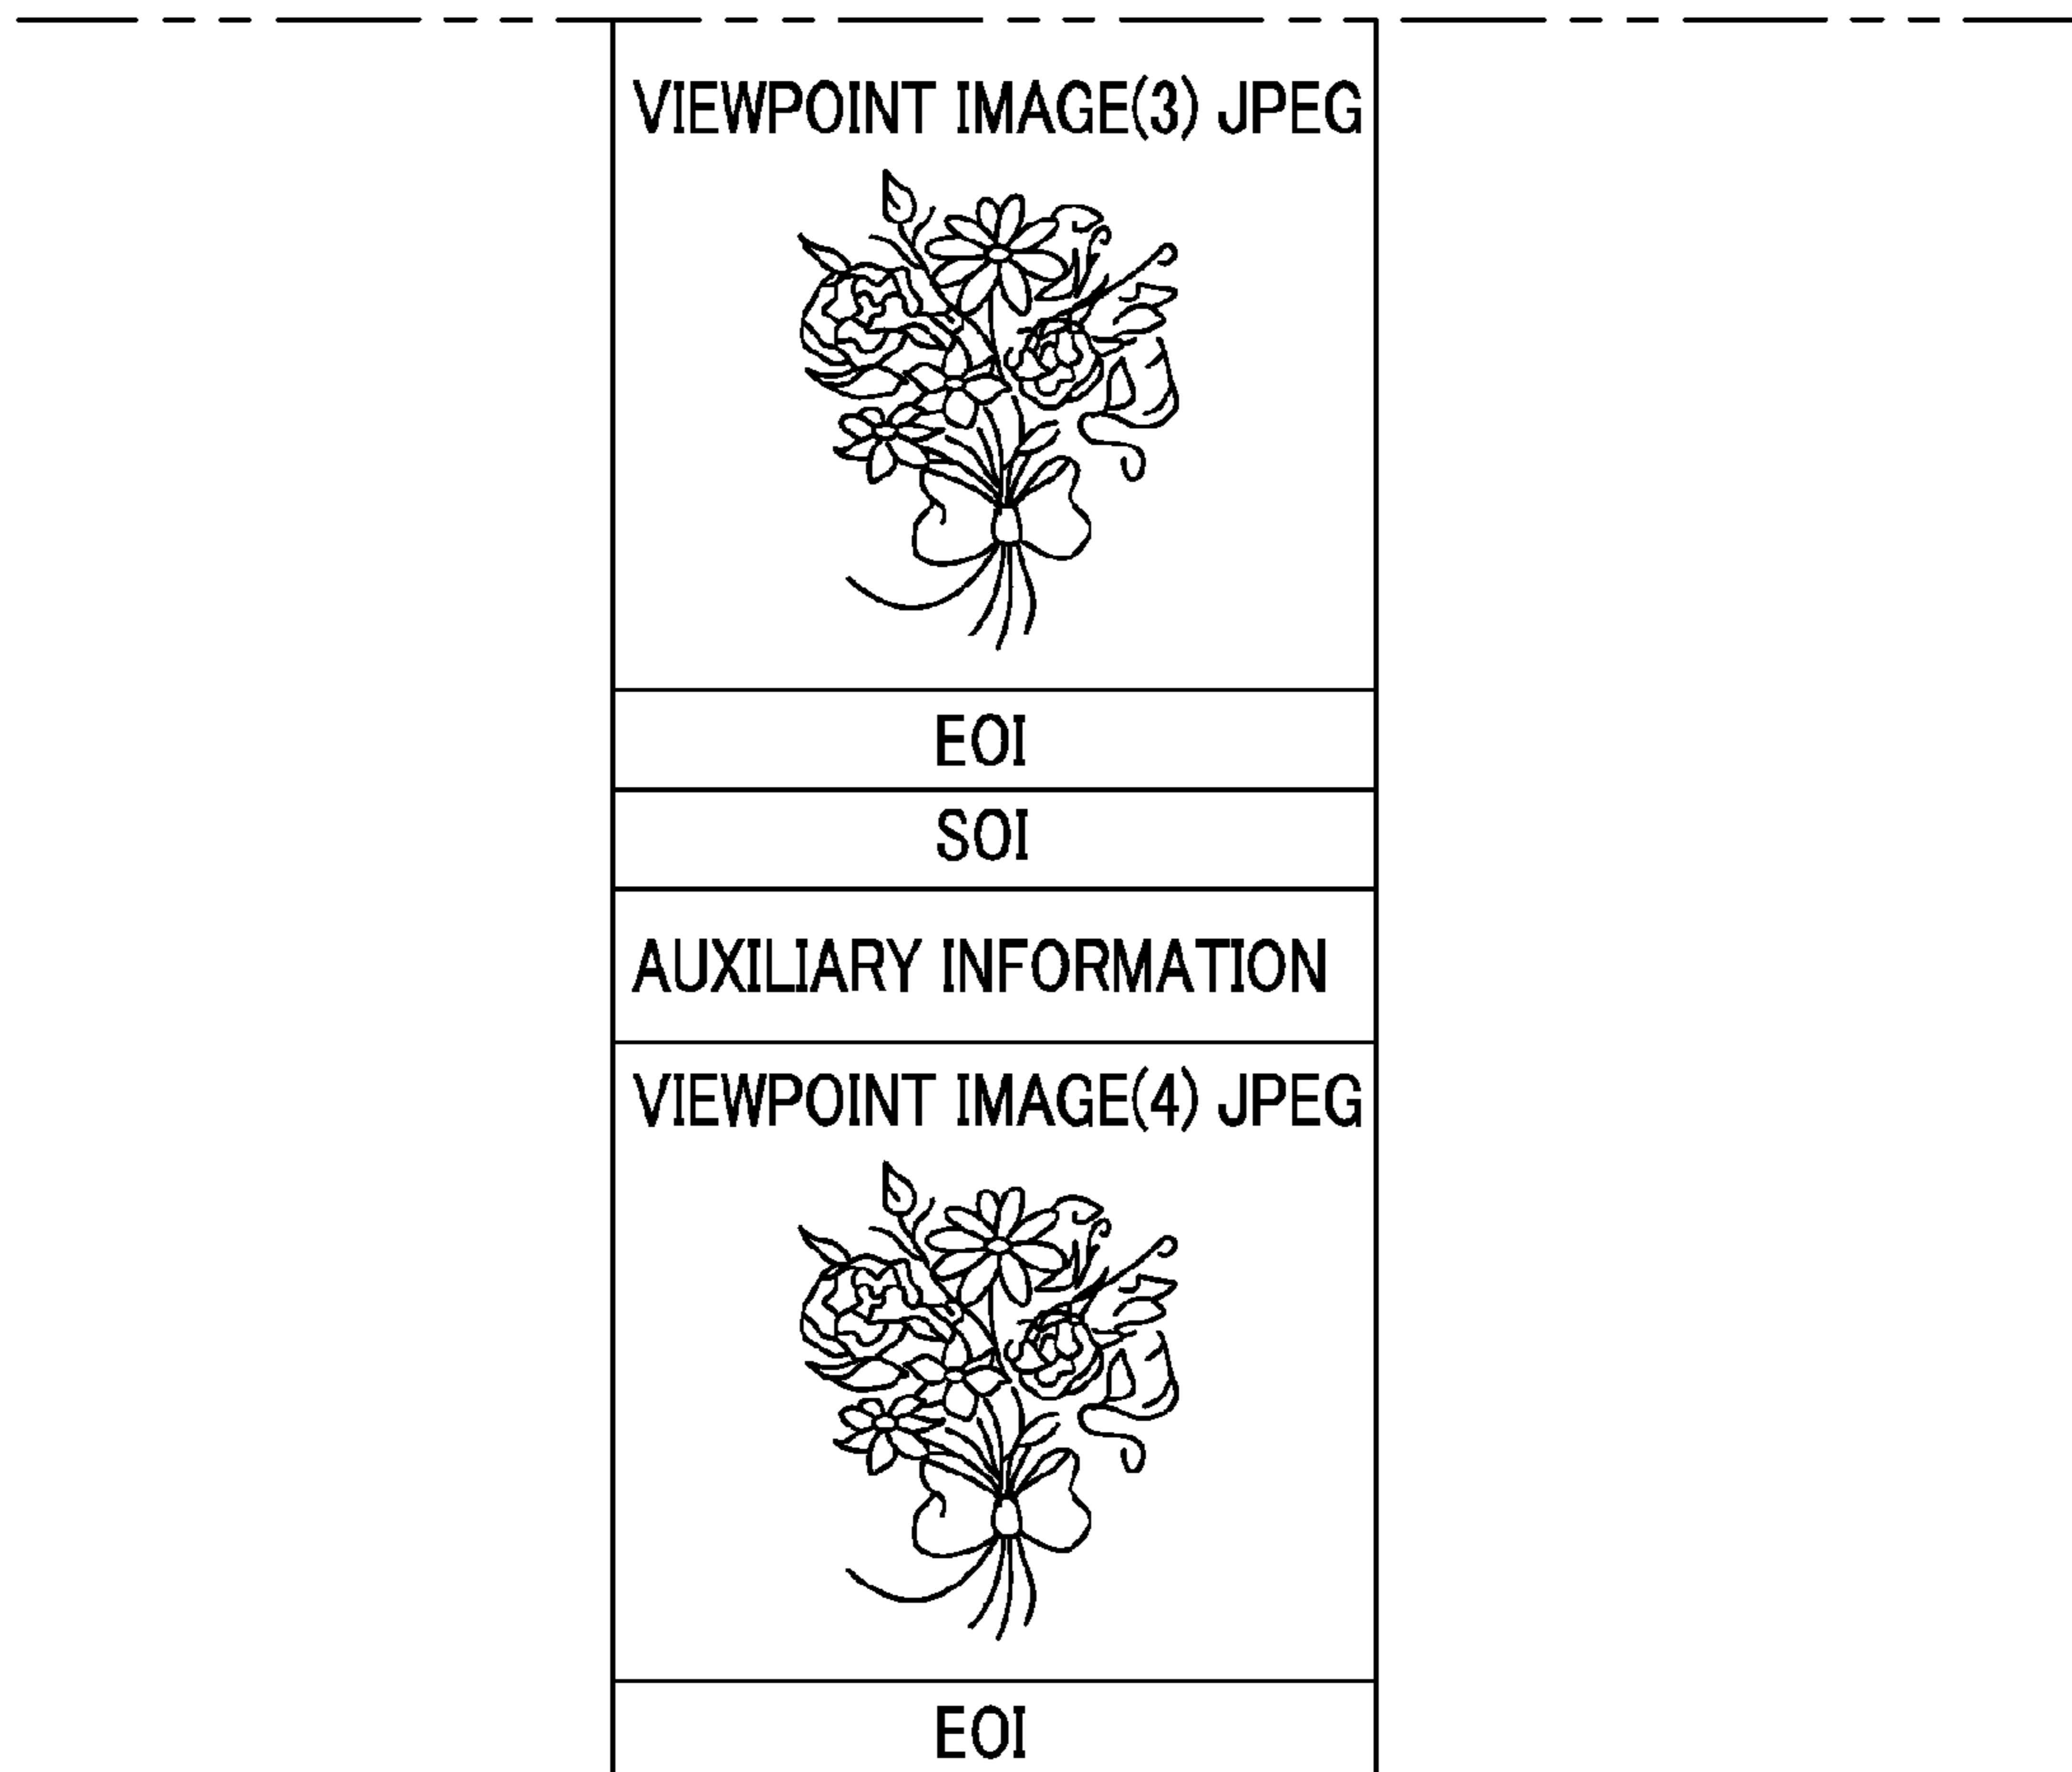 VIEWPOINT IMAGE(3) JPEG
EOI
SOI
AUXILIARY INFORMATION
VIEWPOINT IMAGE(4) JPEG
EOI